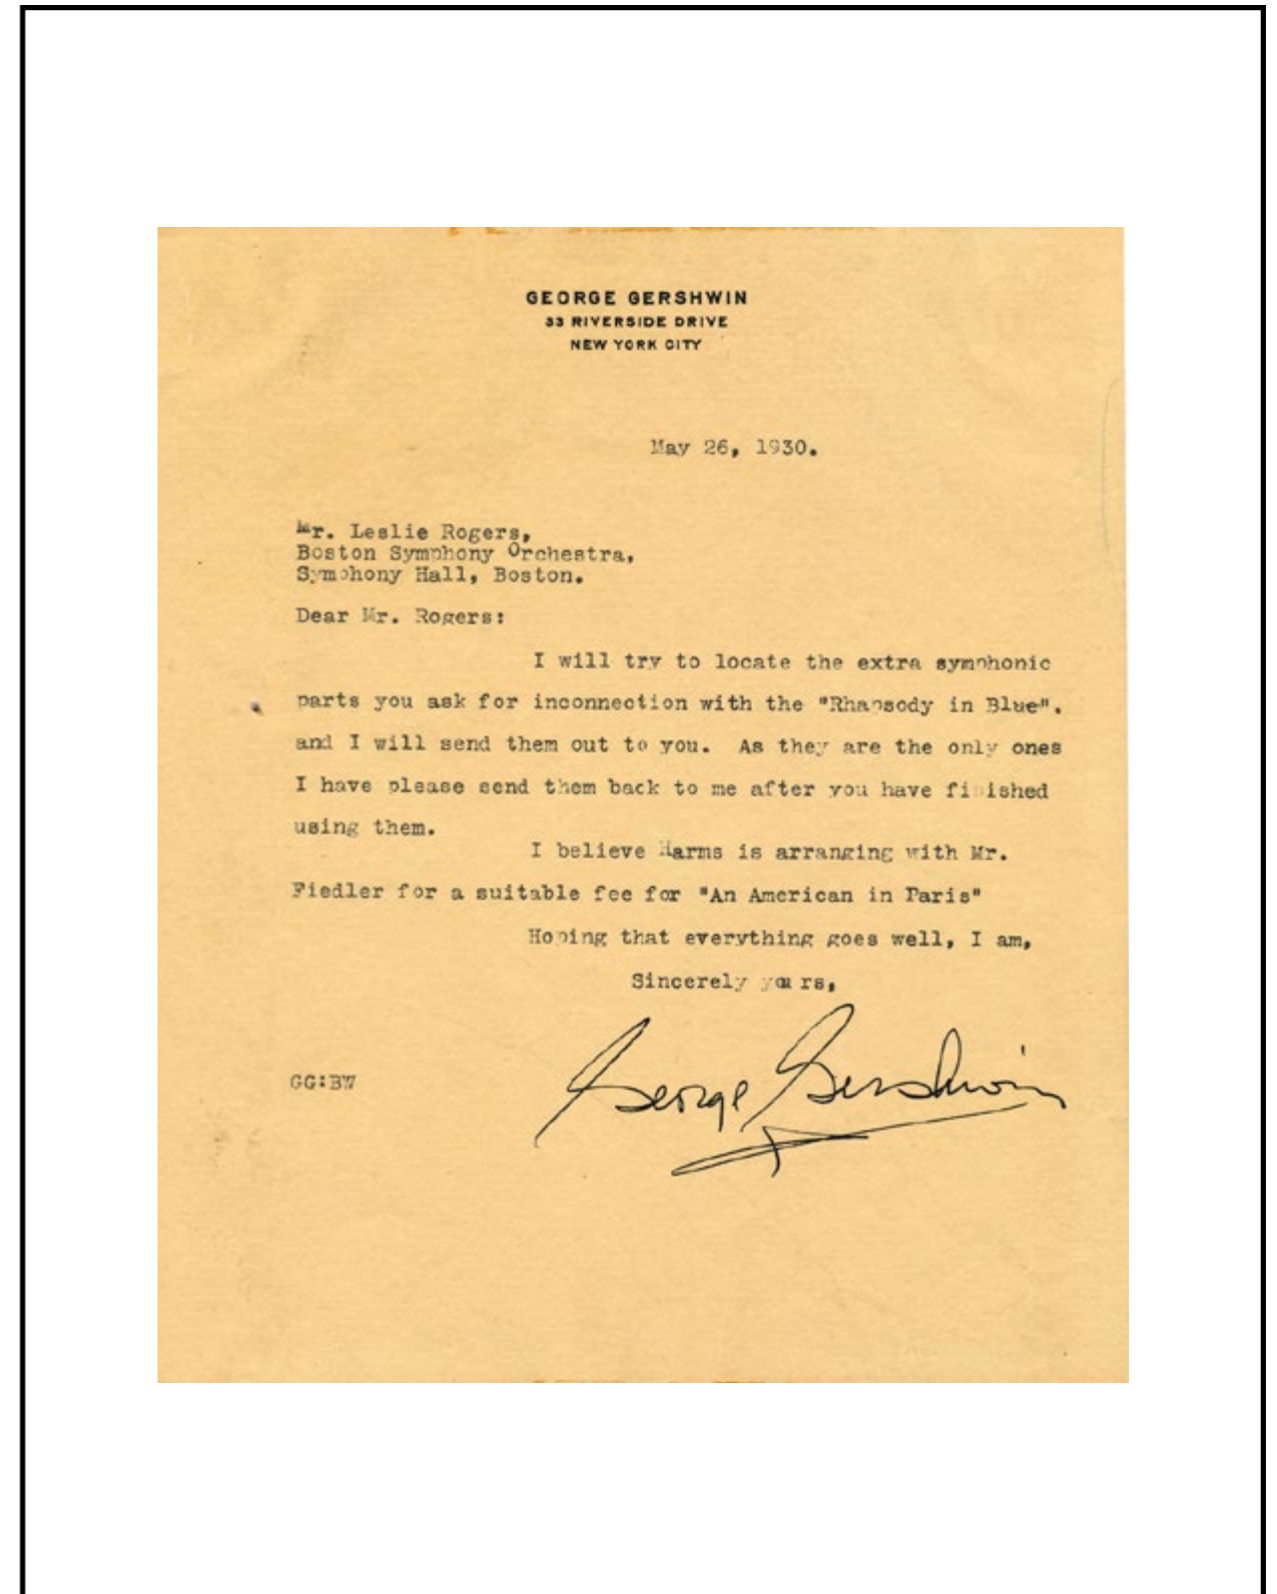 GEORGE GERSHWIN
33 RIVERSIDE DRIVE
NEW YORK CITY
May 26, 1930.
Mr. Leslie Rogers,
Boston Symphony Orchestra,
Symphony Hall, Boston.
Dear Mr. Rogers:
I will try to locate the extra symphonic
parts you ask for inconnection with the "Rhapsody in Blue".
and I will send them out to you. As they are the only ones
I have please send them back to me after you have finished
using them.
I believe Harms is arranging with Mr.
Fiedler for a suitable fee for "An American in Paris"
Hoping that everything goes well, I am,
Sincerely yours,
George Gershwin
GG:BW